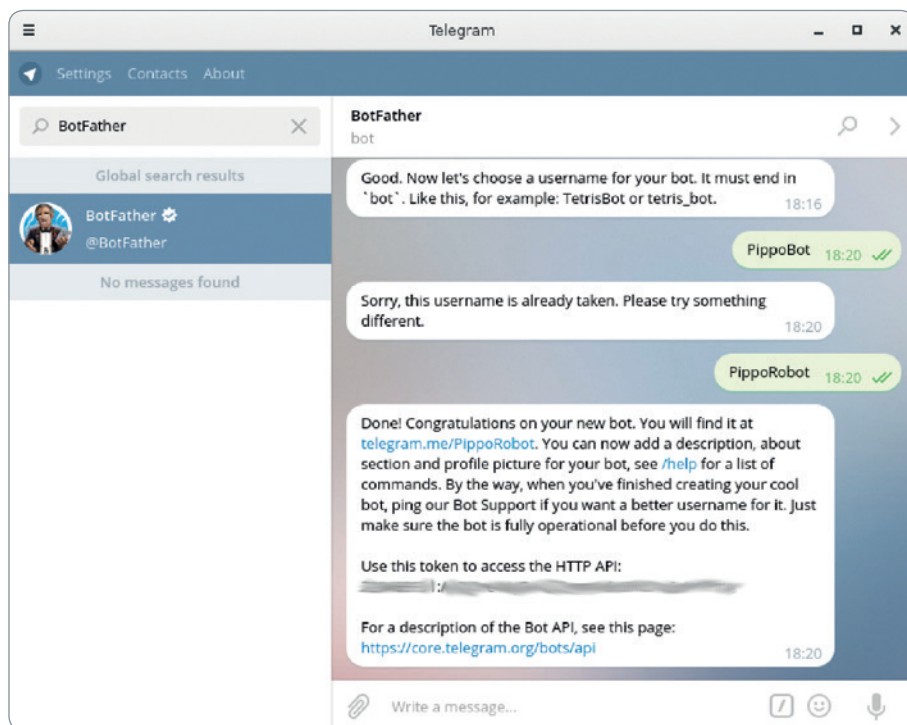 Telegram
Settings Contacts About
BotFather
Global search results
BotFather
@BotFather
No messages found
BotFather
bot
Good. Now let's choose a username for your bot. It must end in
`bot`. Like this, for example: TetrisBot or tetris_bot.
18:16
PippoBot 18:20
Sorry, this username is already taken. Please try something
different.
18:20
PippoRobot 18:20
Done! Congratulations on your new bot. You will find it at
telegram.me/PippoRobot. You can now add a description, about
section and profile picture for your bot, see /help for a list of
commands. By the way, when you've finished creating your cool
bot, ping our Bot Support if you want a better username for it. Just
make sure the bot is fully operational before you do this.
Use this token to access the HTTP API:
For a description of the Bot API, see this page:
https://core.telegram.org/bots/api
18:20
Write a message...